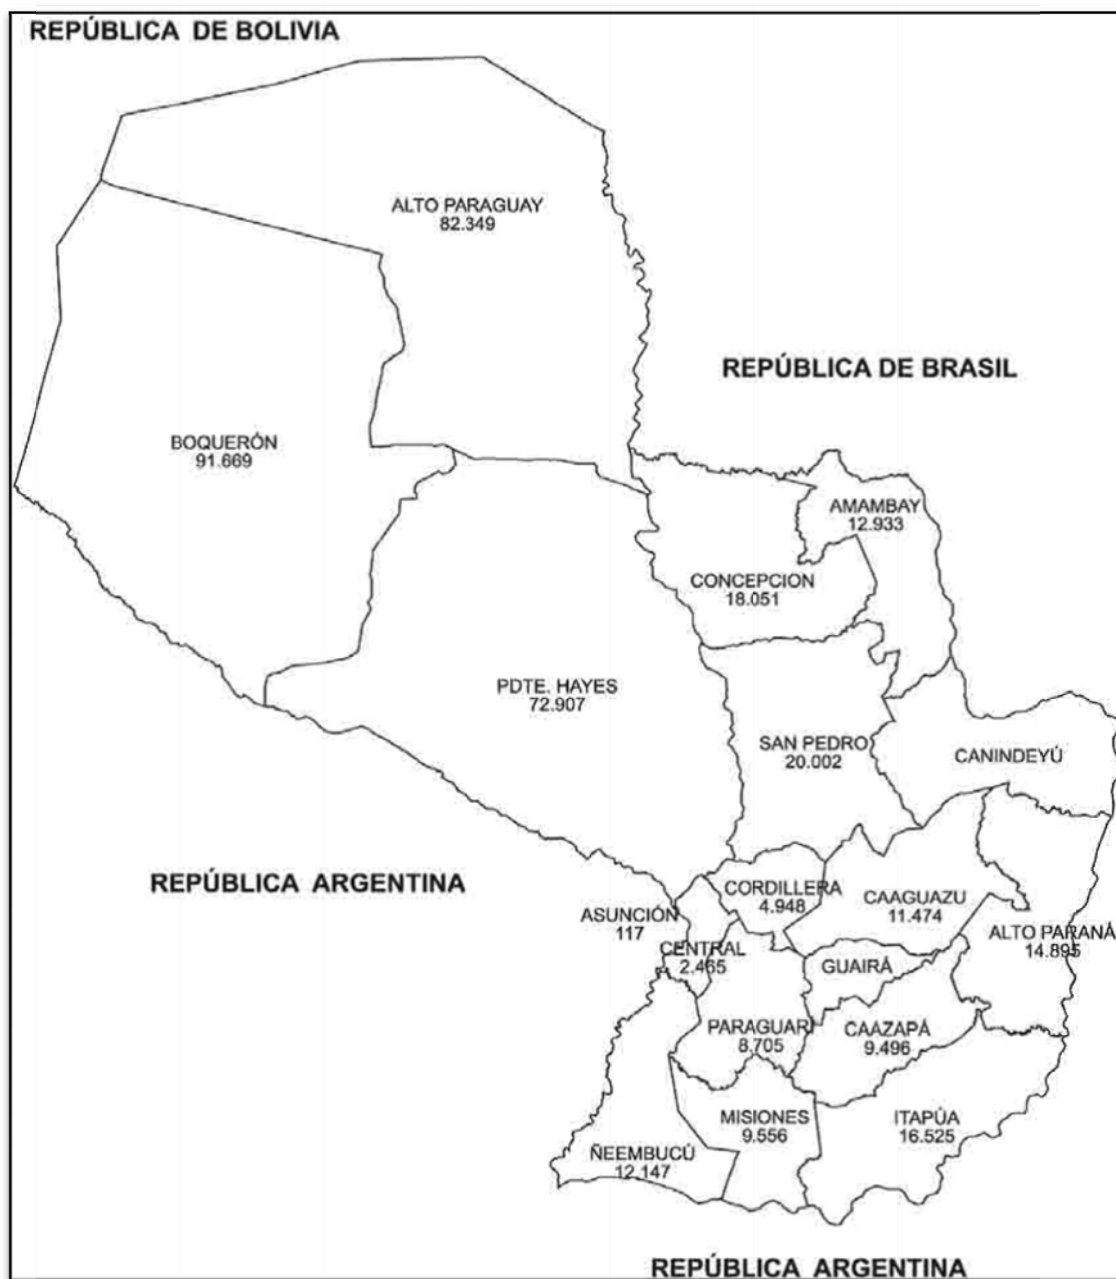 REPÚBLICA DE BOLIVIA
ALTO PARAGUAY
82.349
REPÚBLICA DE BRASIL
BOQUERÓN
91.669
AMAMBAY
12.933
CONCEPCION
18.051
PDTE. HAYES
72.907
SAN PEDRO
20.002
CANINDEYÚ
REPÚBLICA ARGENTINA
CORDILLERA
4.948
CAAGUAZU
11.474
ASUNCIÓN
117
ALTO PARANÁ
14.895
CENTRAL
2.465
GUAIRÁ
PARAGUARI
8.705
CAAZAPÁ
9.496
MISIONES
9.556
ITAPÚA
16.525
ÑEEMBUCÚ
12.147
REPÚBLICA ARGENTINA